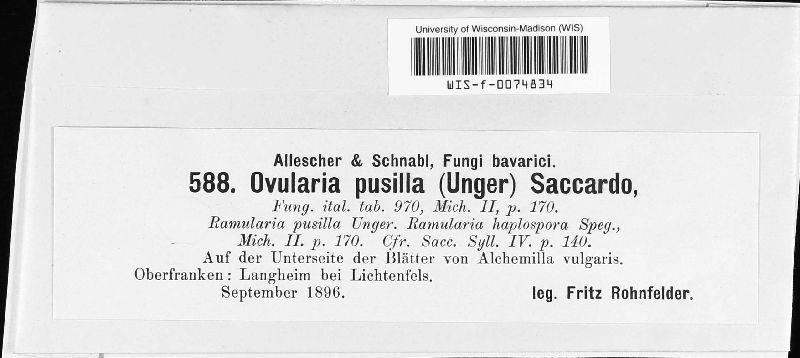 University of Wisconsin-Madison (WIS)
WIS-f-0074834
Allescher & Schnabl, Fungi bavarici.
588. Ovularia pusilla (Unger) Saccardo,
Fung. ital. tab. 970, Mich. II, p. 170.
Ramularia pusilla Unger. Ramularia haplospora Speg.,
Mich. II. p. 170. Cfr. Sacc. Syll. IV. p. 140.
Auf der Unterseite der Blätter von Alchemilla vulgaris.
Oberfranken: Langheim bei Lichtenfels.
September 1896. leg. Fritz Rohnfelder.